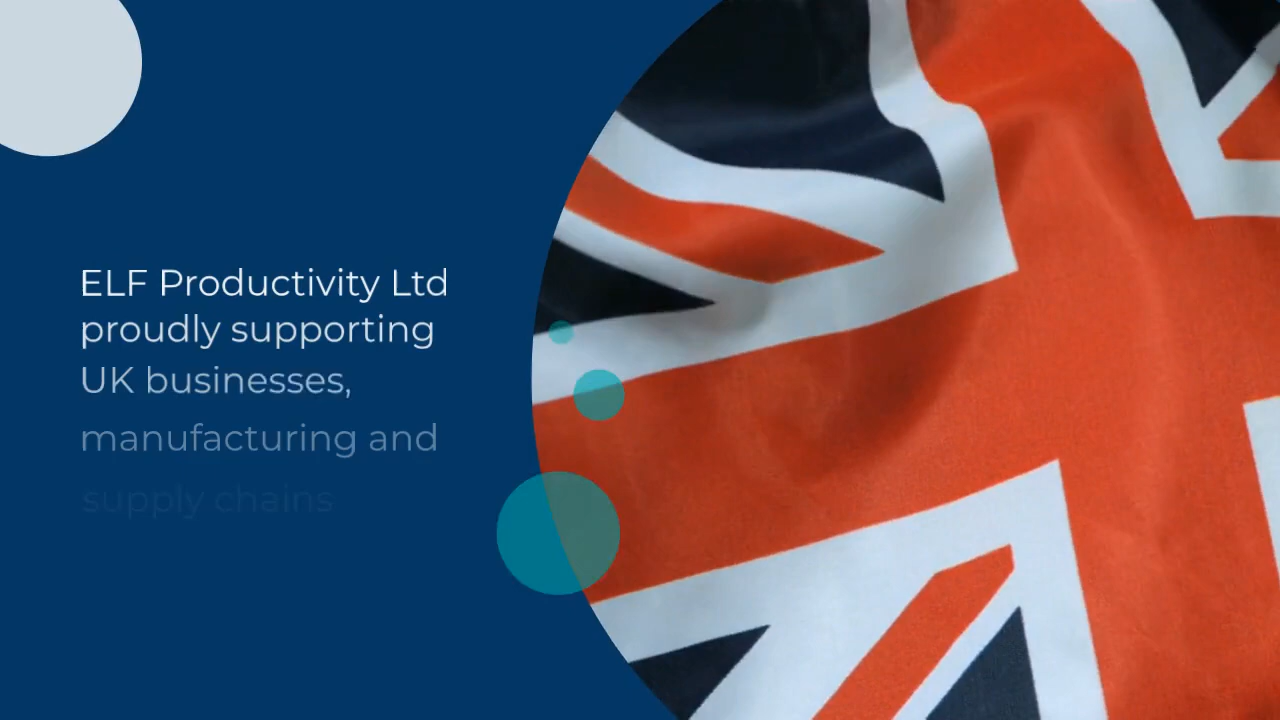 ELF Productivity Ltd
proudly supporting
UK businesses,
manufacturing and
supply chains